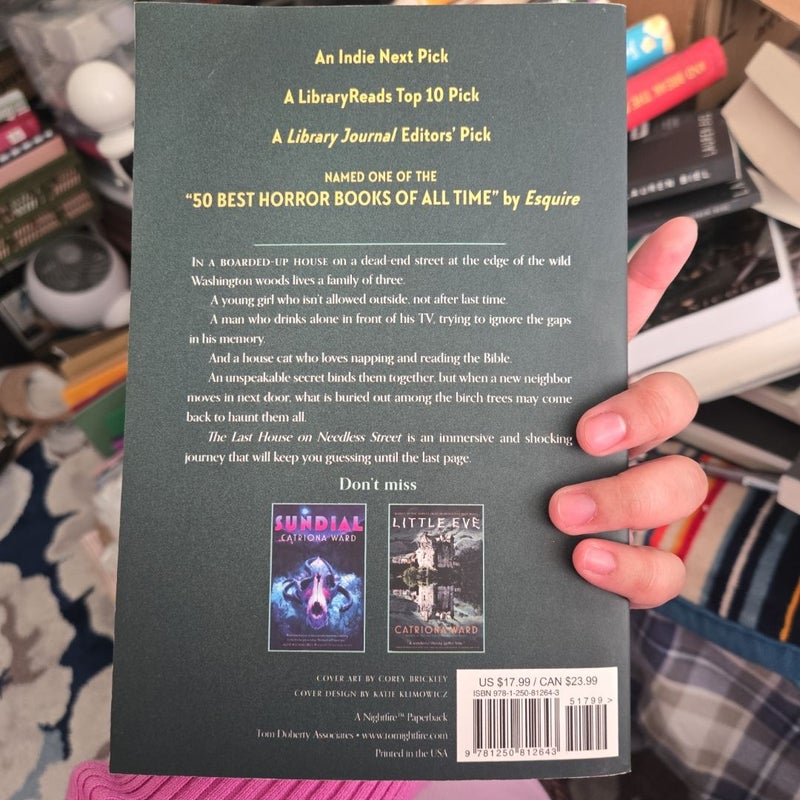 An Indie Next Pick
A LibraryReads Top 10 Pick
A Library Journal Editors' Pick
NAMED ONE OF THE
"50 BEST HORROR BOOKS OF ALL TIME" by Esquire
IN A BOARDED-UP HOUSE on a dead-end street at the edge of the wild
Washington woods lives a family of three.
A young girl who isn't allowed outside, not after last time.
A man who drinks alone in front of his TV, trying to ignore the gaps
in his memory.
And a house cat who loves napping and reading the Bible.
An unspeakable secret binds them together, but when a new neighbor
moves in next door, what is buried out among the birch trees may come
back to haunt them all.
The Last House on Needless Street is an immersive and shocking
journey that will keep you guessing until the last page.
Don't miss
SUNDIAL
CATRIONA WARD
LITTLE EVE
CATRIONA WARD
COVER ART BY COREY BRICKLEY
COVER DESIGN BY KATIE KLIMOWICZ
A Nightfire™ Paperback
Tom Doherty Associates • www.tornightfire.com
Printed in the USA
US $17.99 / CAN $23.99
ISBN 978-1-250-81264-3
51799 >
9 781250 812643
AND BREAK THE
LAUREN BIEL